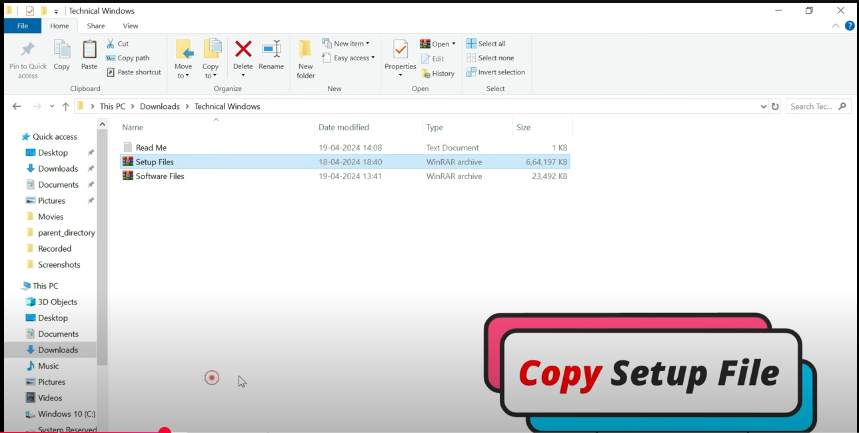 Technical Windows
File Home Share View
Pin to Quick access
Copy
Paste
Cut
Copy path
Paste shortcut
Move to
Copy to
Delete
Rename
New folder
New item
Easy access
Properties
Open
Edit
History
Select all
Select none
Invert selection
Clipboard Organize New Open Select
This PC > Downloads > Technical Windows
Search Tec...
Name Date modified Type Size
Read Me 19-04-2024 14:08 Text Document 1 KB
Setup Files 18-04-2024 18:40 WinRAR archive 6,64,197 KB
Software Files 19-04-2024 13:41 WinRAR archive 23,492 KB
Quick access
Desktop
Downloads
Documents
Pictures
Movies
parent_directory
Recorded
Screenshots
This PC
3D Objects
Desktop
Documents
Downloads
Music
Pictures
Videos
Windows 10 (C:)
System Reserved
Copy Setup File